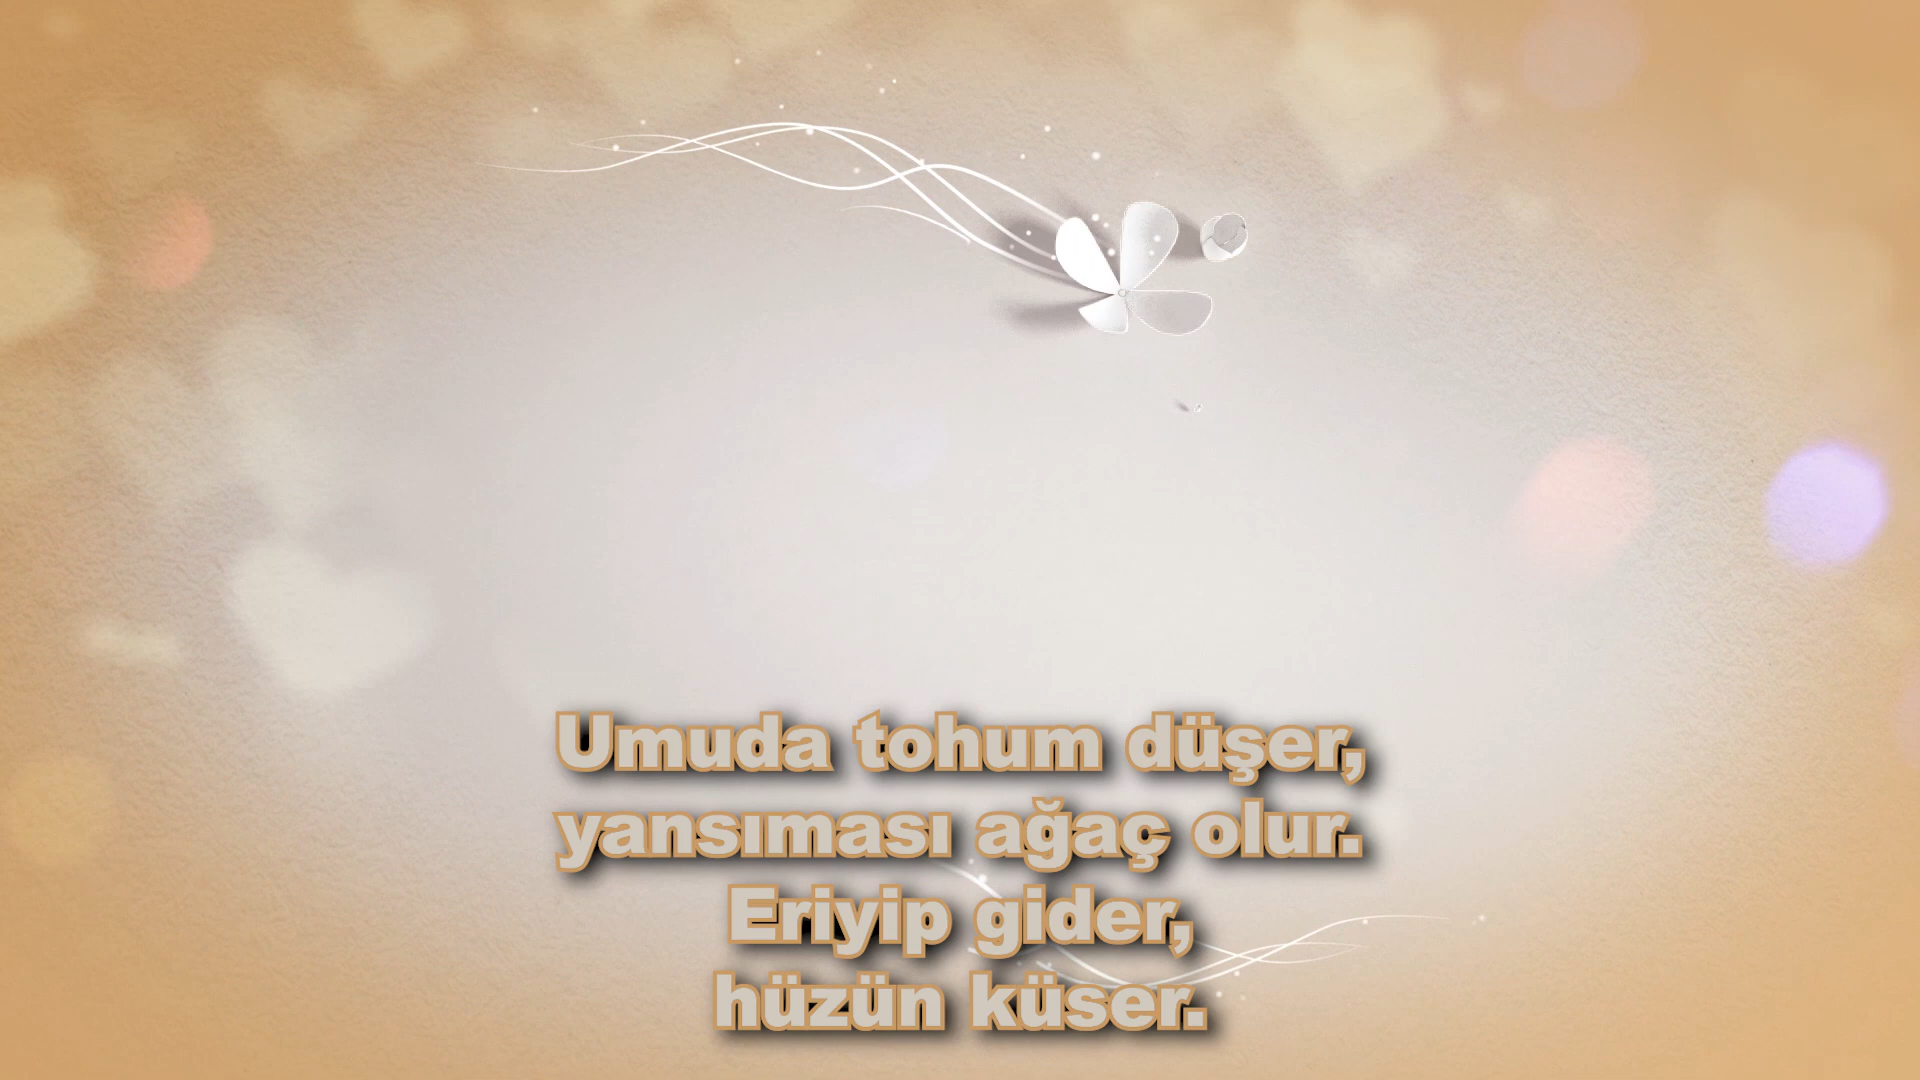 Umuda tohum düşer,
yansıması ağaç olur.
Eriyip gider,
hüzün küser.